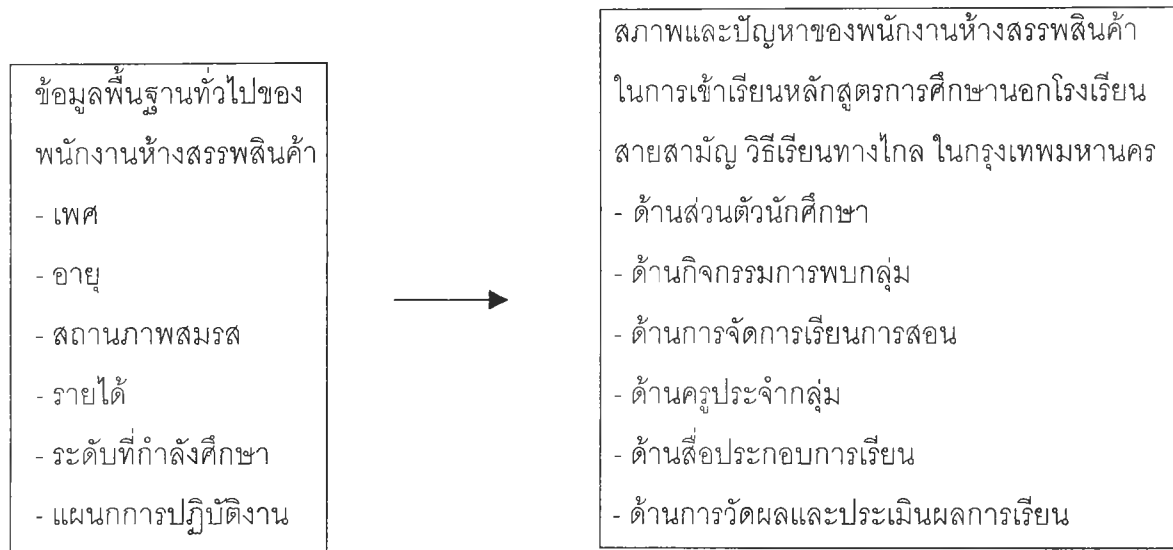 ข้อมูลพื้นฐานทั่วไปของ
พนักงานห้างสรรพสินค้า
- เพศ
- อายุ
- สถานภาพสมรส
- รายได้
- ระดับที่กำลังศึกษา
- แผนกการปฏิบัติงาน
สภาพและปัญหาของพนักงานห้างสรรพสินค้า
ในการเข้าเรียนหลักสูตรการศึกษานอกโรงเรียน
สายสามัญ วิธีเรียนทางไกล ในกรุงเทพมหานคร
- ด้านส่วนตัวนักศึกษา
- ด้านกิจกรรมการพบกลุ่ม
- ด้านการจัดการเรียนการสอน
- ด้านครูประจำกลุ่ม
- ด้านสื่อประกอบการเรียน
- ด้านการวัดผลและประเมินผลการเรียน